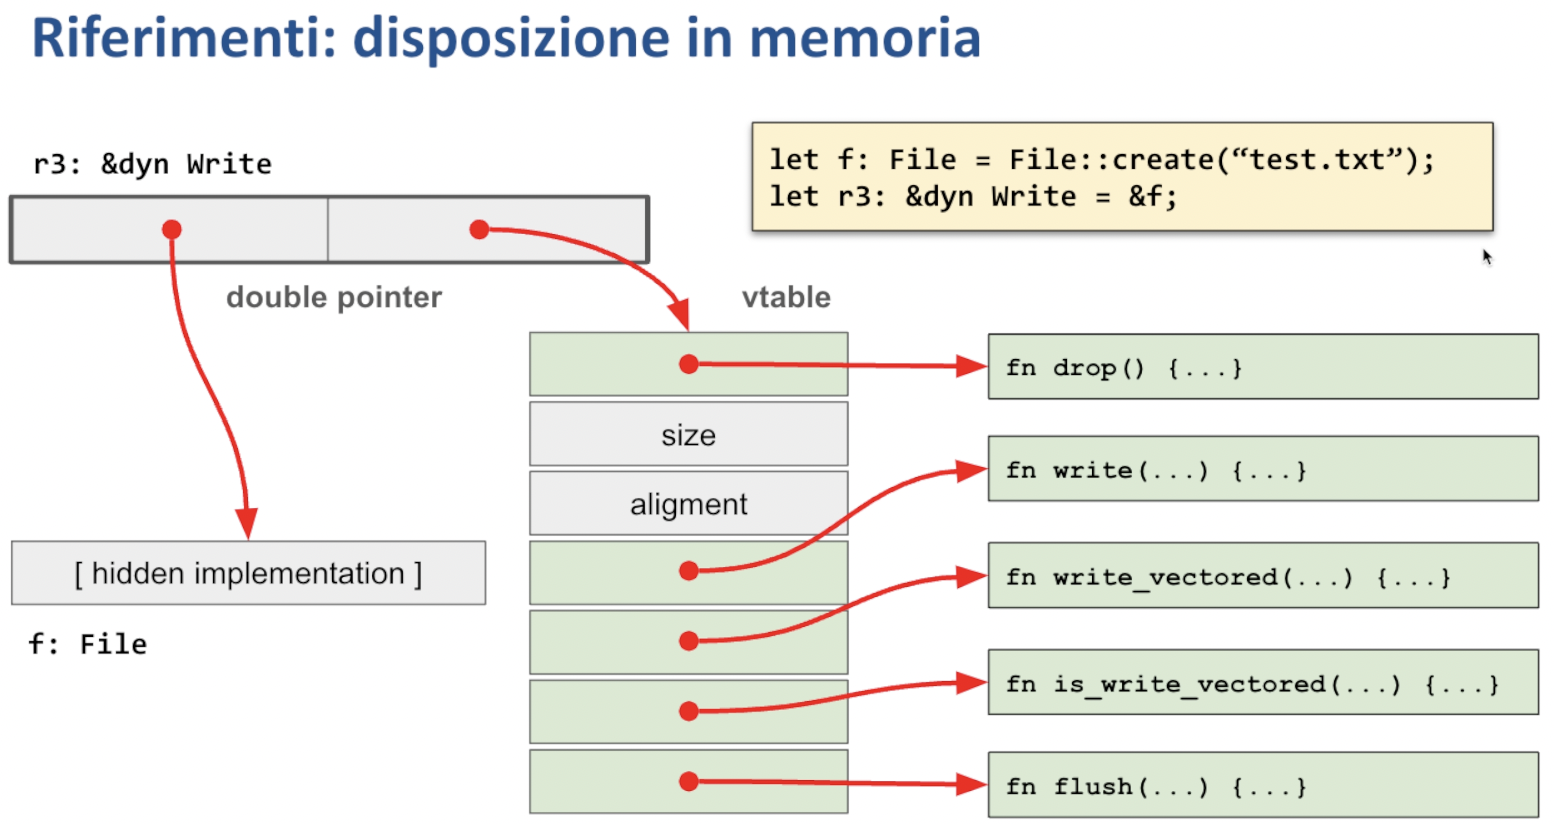 Riferimenti: disposizione in memoria
r3: &dyn Write
let f: File = File::create(“test.txt”);
let r3: &dyn Write = &f;
double pointer
vtable
fn drop() {...}
size
fn write(...) {...}
aligment
[ hidden implementation ]
fn write_vectored(...) {...}
f: File
fn is_write_vectored(...) {...}
fn flush(...) {...}